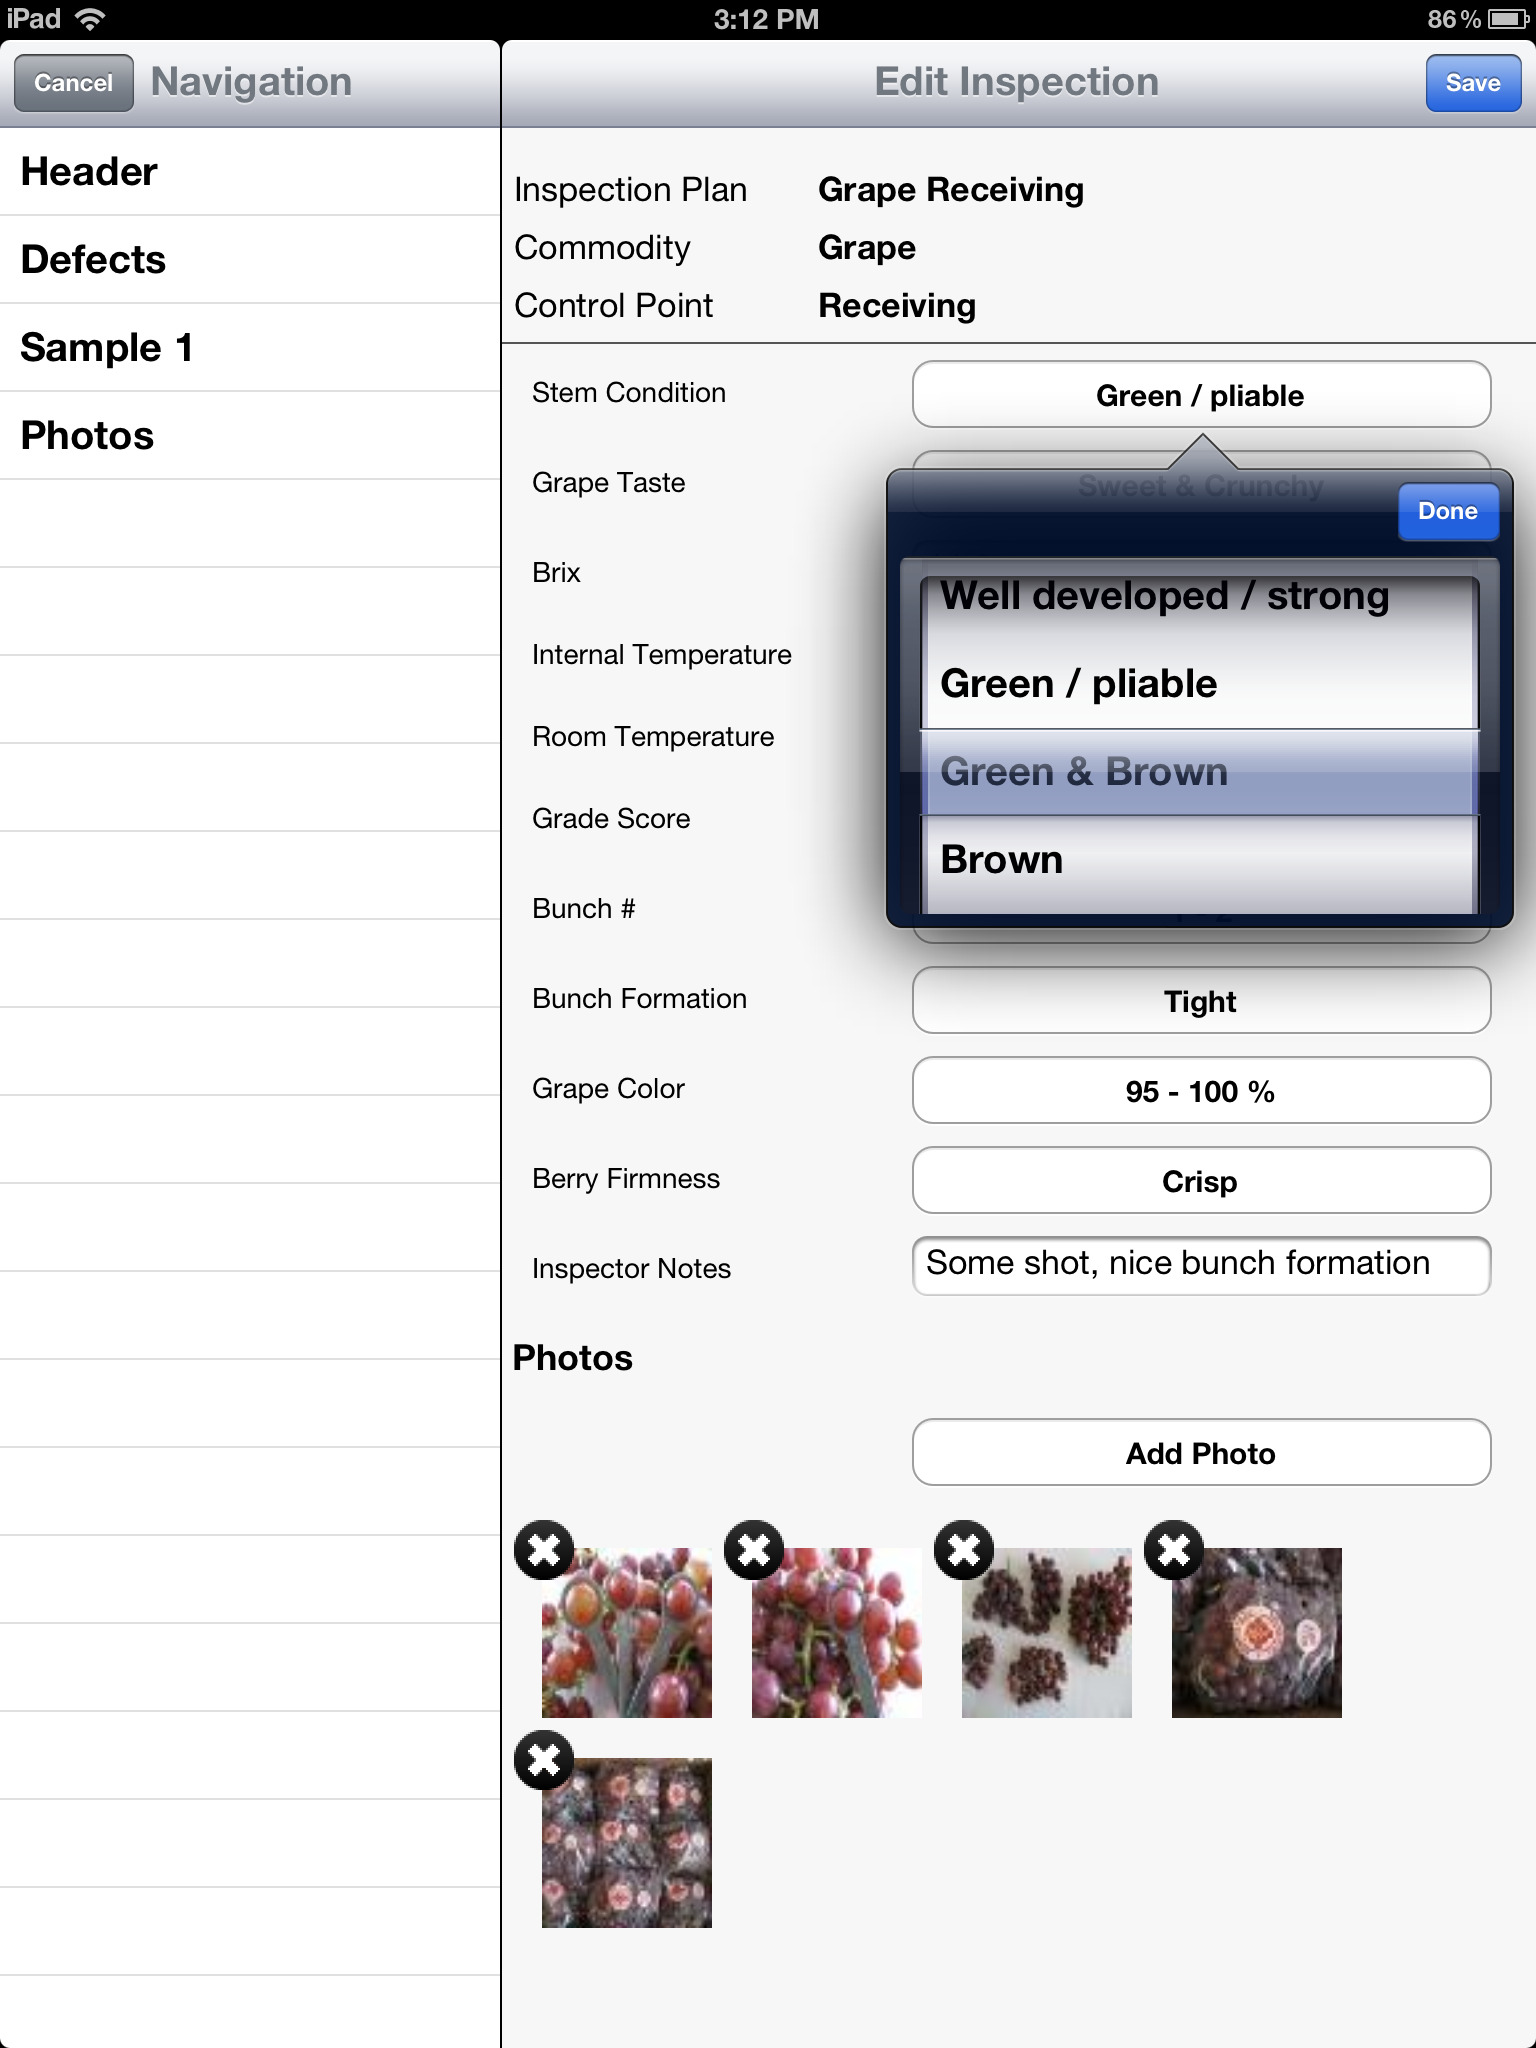 iPad 3:12 PM 86 %
Cancel Navigation
Edit Inspection Save
Header
Defects
Sample 1
Photos
Inspection Plan Grape Receiving
Commodity Grape
Control Point Receiving
Stem Condition Green / pliable
Grape Taste Sweet & Crunchy
Done
Brix
Well developed / strong
Internal Temperature
Green / pliable
Room Temperature
Green & Brown
Grade Score
Brown
Bunch #
Bunch Formation Tight
Grape Color 95 - 100 %
Berry Firmness Crisp
Inspector Notes Some shot, nice bunch formation
Photos
Add Photo